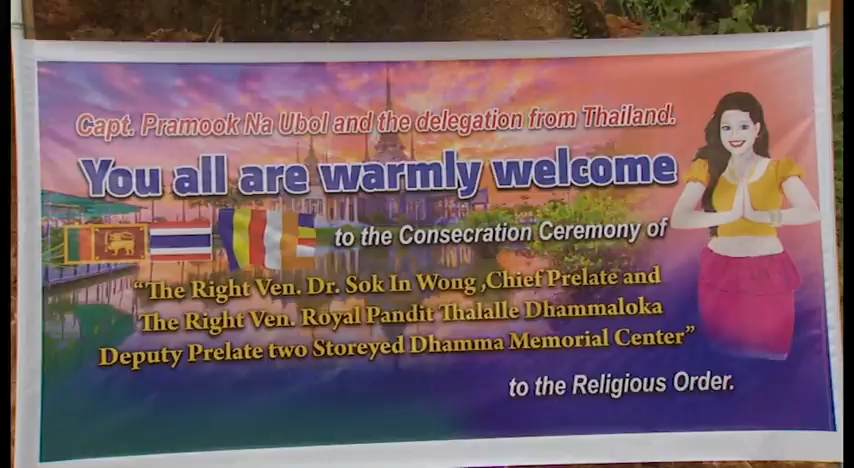 Capt. Pramook Na Ubol and the delegation from Thailand.
You all are warmly welcome
to the Consecration Ceremony of
“The Right Ven. Dr. Sok In Wong ,Chief Prelate and
The Right Ven. Royal Pandit Thalalle Dhammaloka
Deputy Prelate two Storeyed Dhamma Memorial Center”
to the Religious Order.